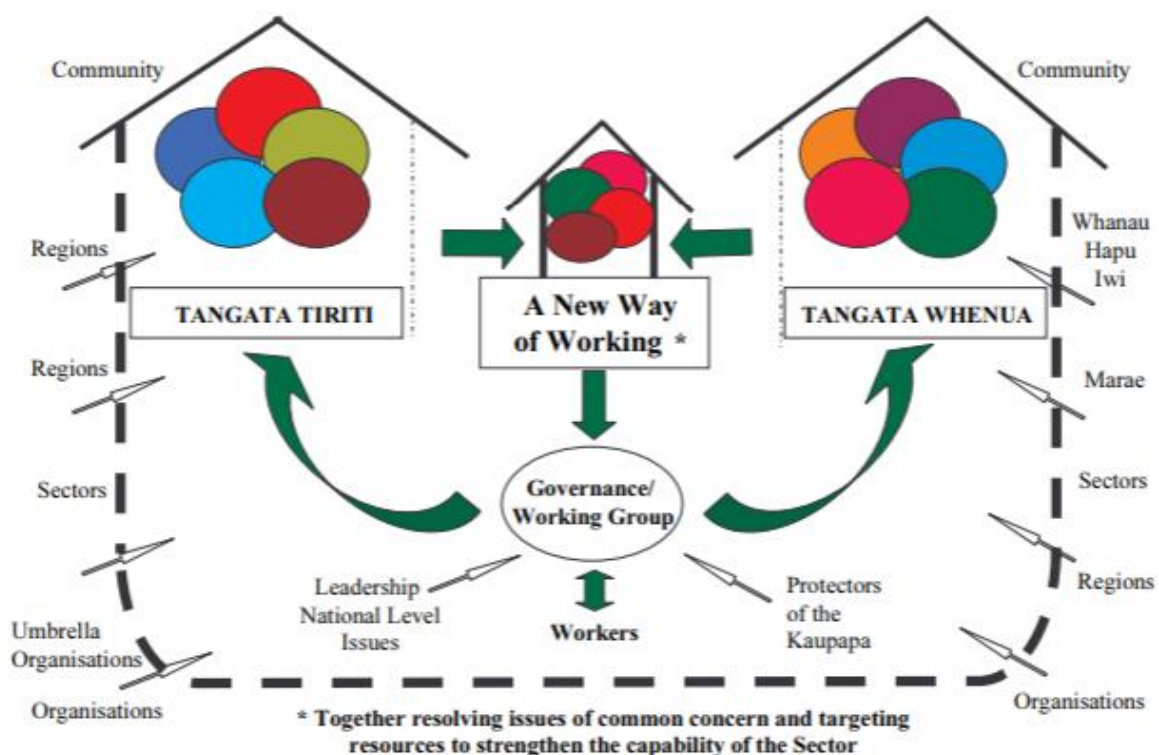 Community
Community
Regions
Whanau
Hapu
Iwi
TANGATA TIRITI
A New Way
of Working *
TANGATA WHENUA
Regions
Marae
Sectors
Governance/
Working Group
Sectors
Leadership
National Level
Issues
Protectors
of the
Kaupapa
Regions
Workers
Umbrella
Organisations
Organisations
Organisations
* Together resolving issues of common concern and targeting
resources to strengthen the capability of the Sector